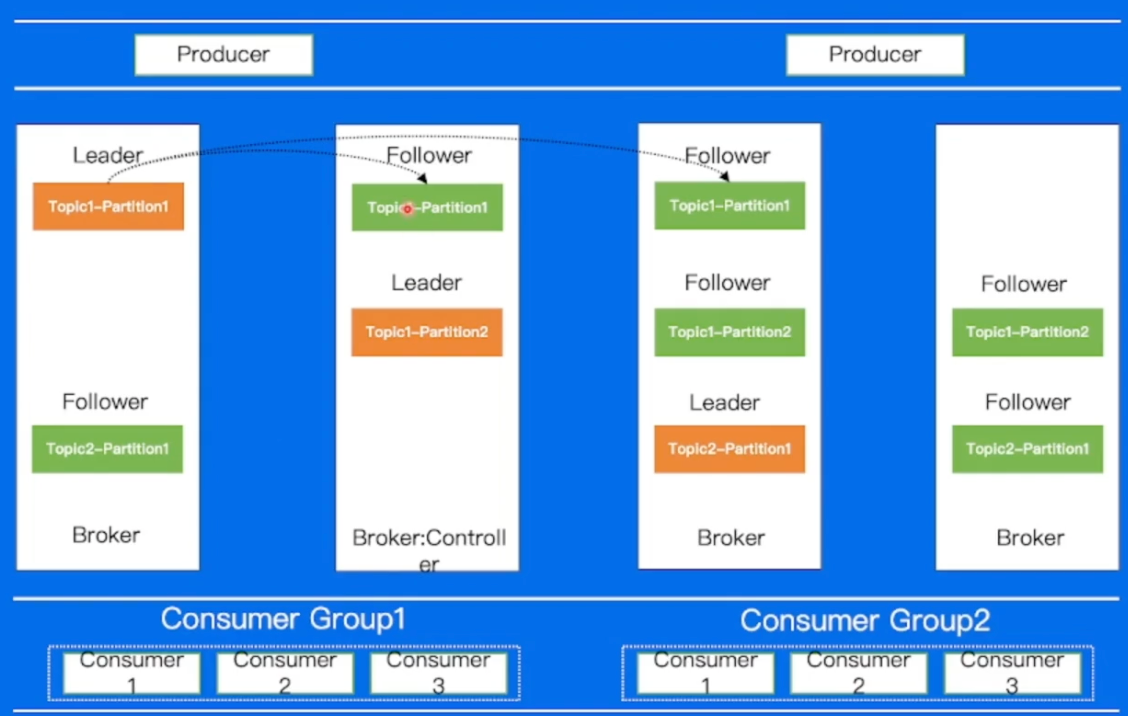 Producer
Producer
Leader
Topic1-Partition1
Follower
Topic2-Partition1
Broker
Follower
-Partition1
Leader
Topic1-Partition2
Broker:Controll
er
Follower
Topic1-Partition1
Follower
Topic1-Partition2
Leader
Topic2-Partition1
Broker
Follower
Topic1-Partition2
Follower
Topic2-Partition1
Broker
Consumer Group1
Consumer
1
Consumer
2
Consumer
3
Consumer Group2
Consumer
1
Consumer
2
Consumer
3